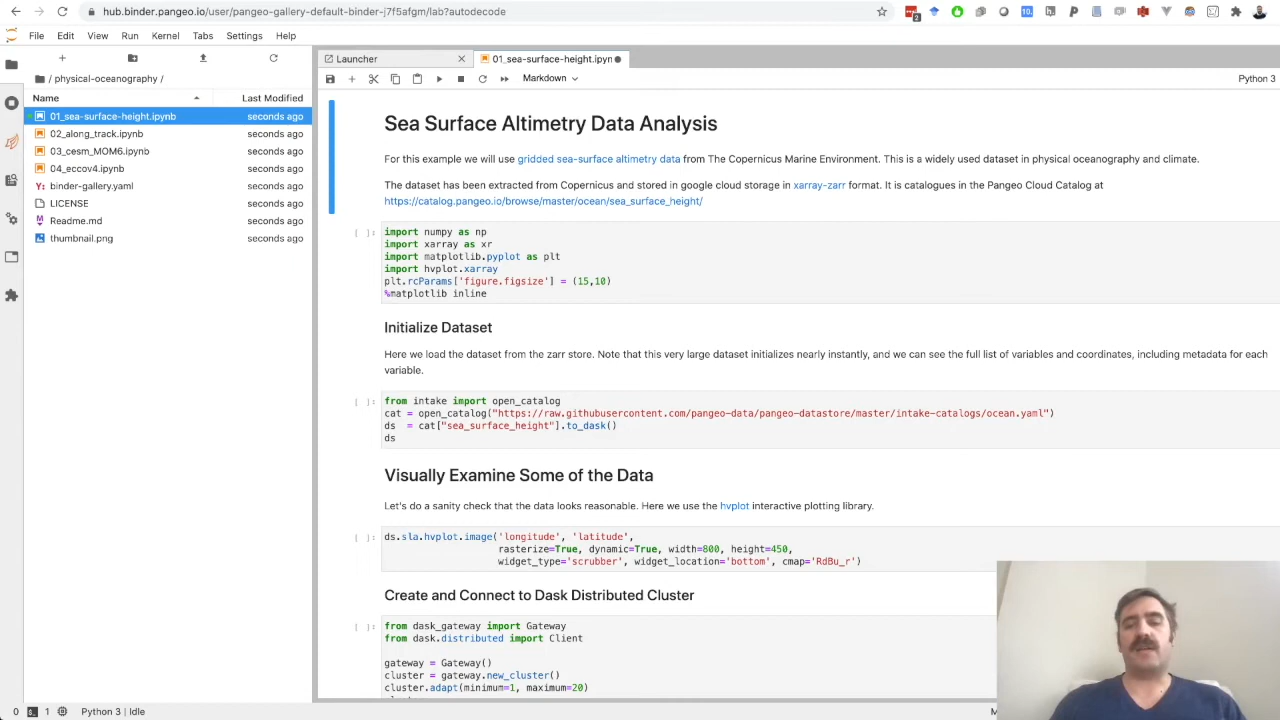 hub.binder.pangeo.io/user/pangeo-gallery-default-binder-j7f5afgm/lab?autodecode
2
10.
File Edit View Run Kernel Tabs Settings Help
/ physical-oceanography /
Name Last Modified
01_sea-surface-height.ipynb seconds ago
02_along_track.ipynb seconds ago
03_cesm_MOM6.ipynb seconds ago
04_eccov4.ipynb seconds ago
Y: binder-gallery.yaml seconds ago
LICENSE seconds ago
Readme.md seconds ago
thumbnail.png seconds ago
Launcher
01_sea-surface-height.ipyn
Markdown
Python 3
Sea Surface Altimetry Data Analysis
For this example we will use gridded sea-surface altimetry data from The Copernicus Marine Environment. This is a widely used dataset in physical oceanography and climate.
The dataset has been extracted from Copernicus and stored in google cloud storage in xarray-zarr format. It is catalogues in the Pangeo Cloud Catalog at
https://catalog.pangeo.io/browse/master/ocean/sea_surface_height/
[ ]: import numpy as np
import xarray as xr
import matplotlib.pyplot as plt
import hvplot.xarray
plt.rcParams['figure.figsize'] = (15,10)
%matplotlib inline
Initialize Dataset
Here we load the dataset from the zarr store. Note that this very large dataset initializes nearly instantly, and we can see the full list of variables and coordinates, including metadata for each
variable.
[ ]: from intake import open_catalog
cat = open_catalog("https://raw.githubusercontent.com/pangeo-data/pangeo-datastore/master/intake-catalogs/ocean.yaml")
ds = cat["sea_surface_height"].to_dask()
ds
Visually Examine Some of the Data
Let's do a sanity check that the data looks reasonable. Here we use the hvplot interactive plotting library.
[ ]: ds.sla.hvplot.image('longitude', 'latitude',
rasterize=True, dynamic=True, width=800, height=450,
widget_type='scrubber', widget_location='bottom', cmap='RdBu_r')
Create and Connect to Dask Distributed Cluster
[ ]: from dask_gateway import Gateway
from dask.distributed import Client
gateway = Gateway()
cluster = gateway.new_cluster()
cluster.adapt(minimum=1, maximum=20)
0 1 Python 3 | Idle
M